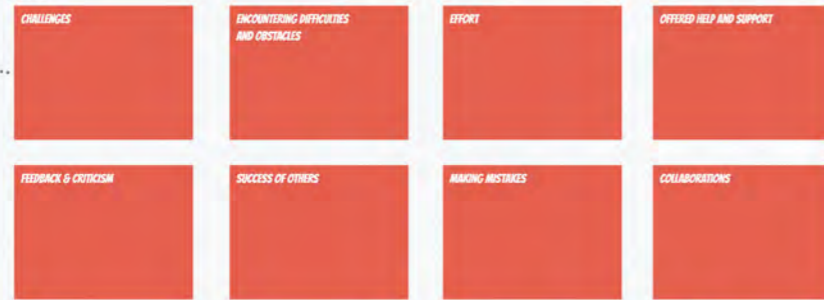 CHALLENGES
ENCOUNTERING DIFFICULTIES
AND OBSTACLES
EFFORT
OFFERED HELP AND SUPPORT
FEEDBACK & CRITICISM
SUCCESS OF OTHERS
MAKING MISTAKES
COLLABORATIONS